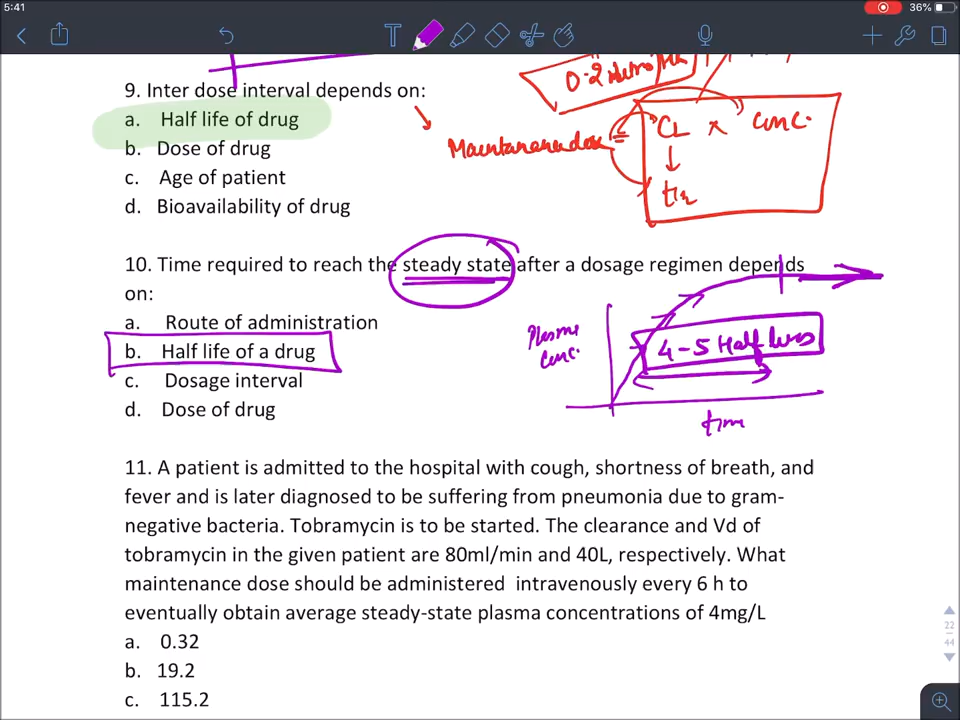 5:41
36%
0.2
9. Inter dose interval depends on:
a. Half life of drug
CL x conc.
Maintenance dose =
b. Dose of drug
c. Age of patient
t1/2
d. Bioavailability of drug
10. Time required to reach the steady state after a dosage regimen depends
on:
a. Route of administration
Plasma
conc.
b. Half life of a drug
4-5 Half lives
c. Dosage interval
d. Dose of drug
time
11. A patient is admitted to the hospital with cough, shortness of breath, and
fever and is later diagnosed to be suffering from pneumonia due to gram-
negative bacteria. Tobramycin is to be started. The clearance and Vd of
tobramycin in the given patient are 80ml/min and 40L, respectively. What
maintenance dose should be administered intravenously every 6 h to
eventually obtain average steady-state plasma concentrations of 4mg/L
a. 0.32
b. 19.2
c. 115.2
22
44